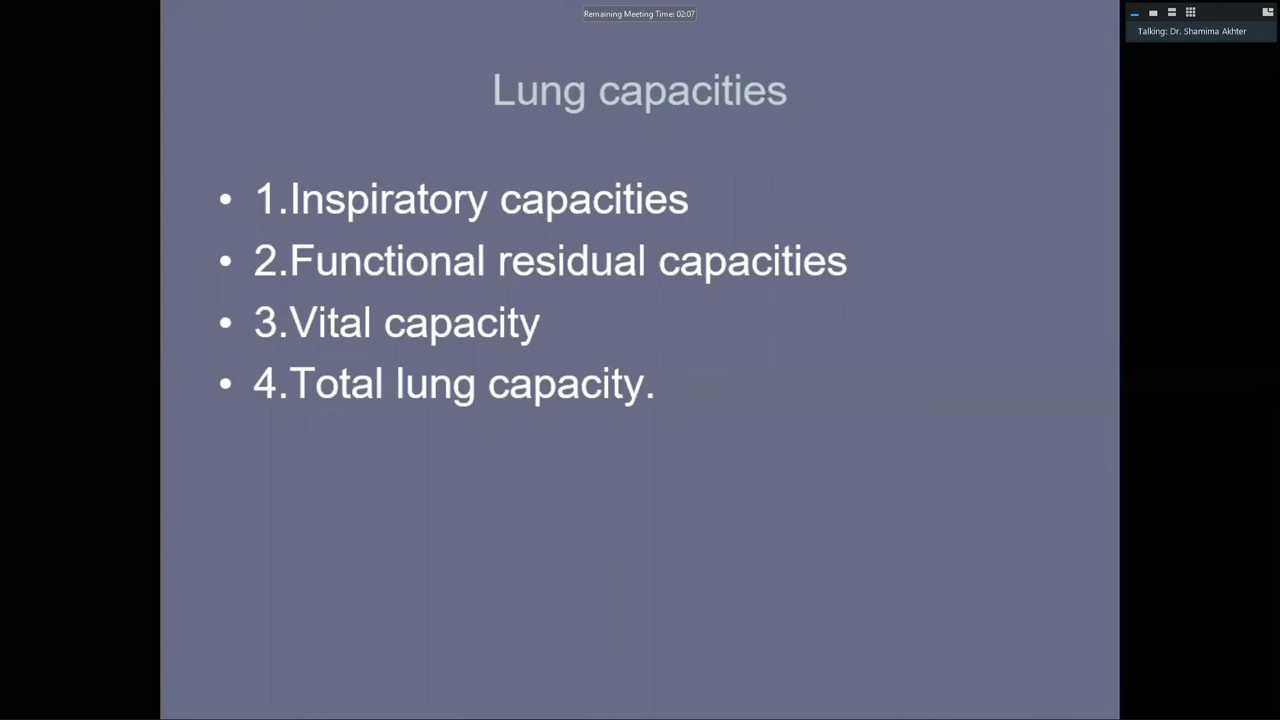 Remaining Meeting Time: 02:07
Talking: Dr. Shamima Akhter
Lung capacities
• 1.Inspiratory capacities
• 2.Functional residual capacities
• 3.Vital capacity
• 4.Total lung capacity.